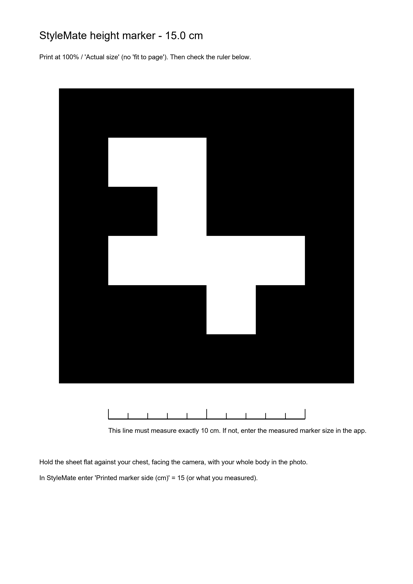 StyleMate height marker - 15.0 cm
Print at 100% / 'Actual size' (no 'fit to page'). Then check the ruler below.
This line must measure exactly 10 cm. If not, enter the measured marker size in the app.
Hold the sheet flat against your chest, facing the camera, with your whole body in the photo.
In StyleMate enter 'Printed marker side (cm)' = 15 (or what you measured).